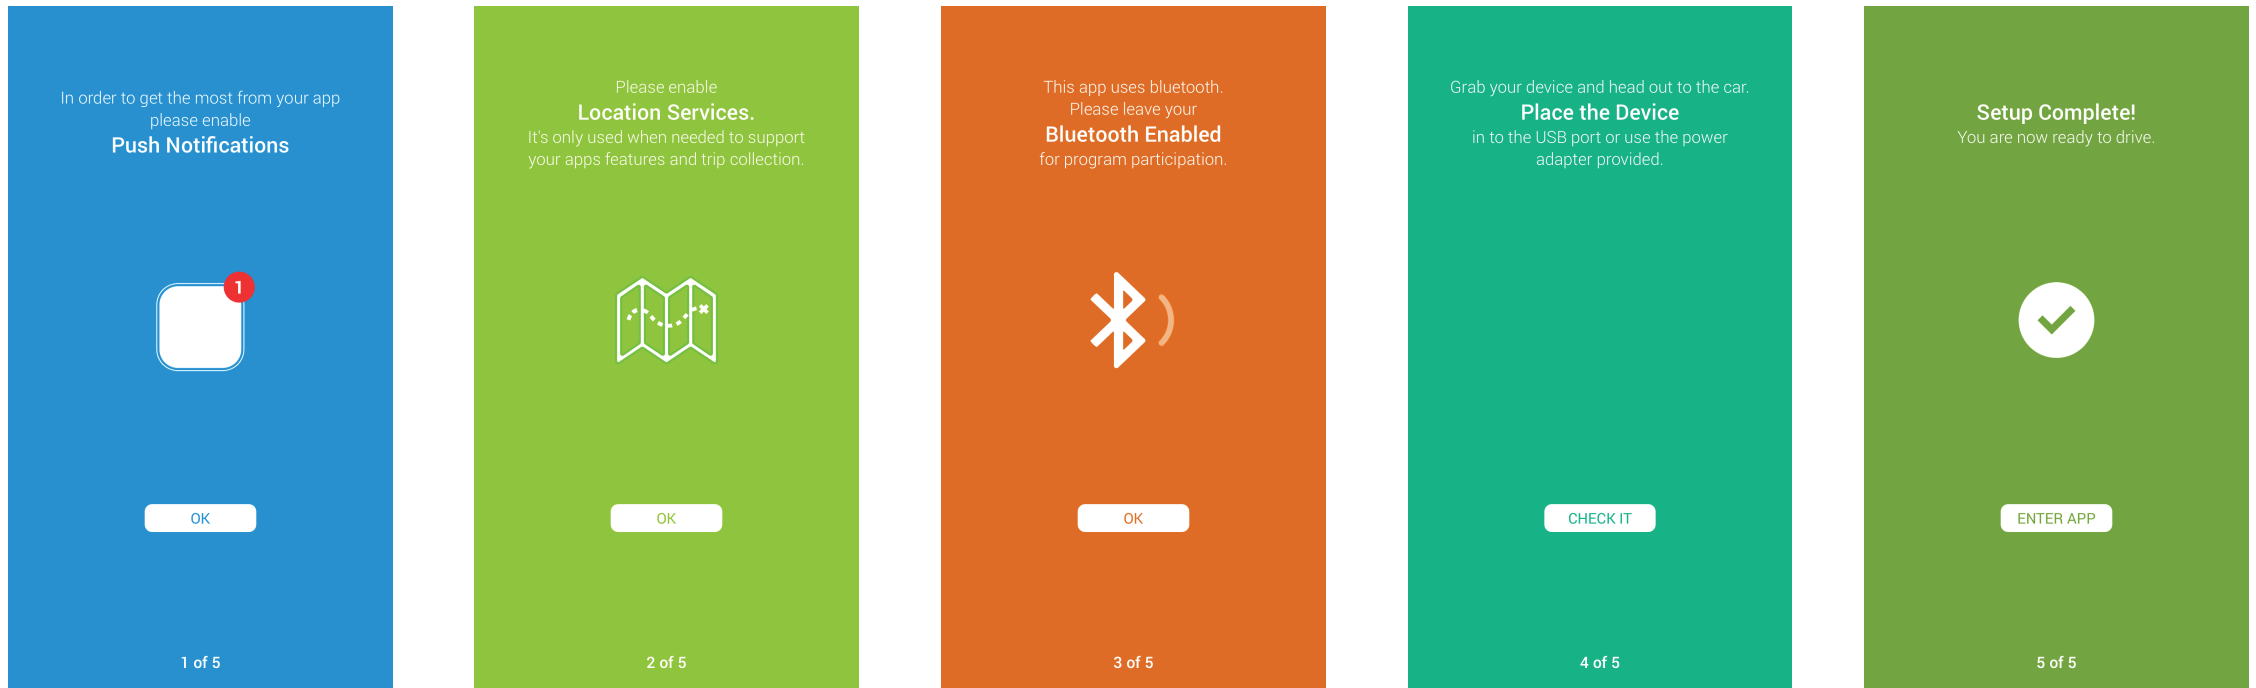 In order to get the most from your app
please enable
Push Notifications
1
OK
1 of 5
Please enable
Location Services.
It's only used when needed to support
your apps features and trip collection.
OK
2 of 5
This app uses bluetooth.
Please leave your
Bluetooth Enabled
for program participation.
OK
3 of 5
Grab your device and head out to the car.
Place the Device
in to the USB port or use the power
adapter provided.
CHECK IT
4 of 5
Setup Complete!
You are now ready to drive.
ENTER APP
5 of 5